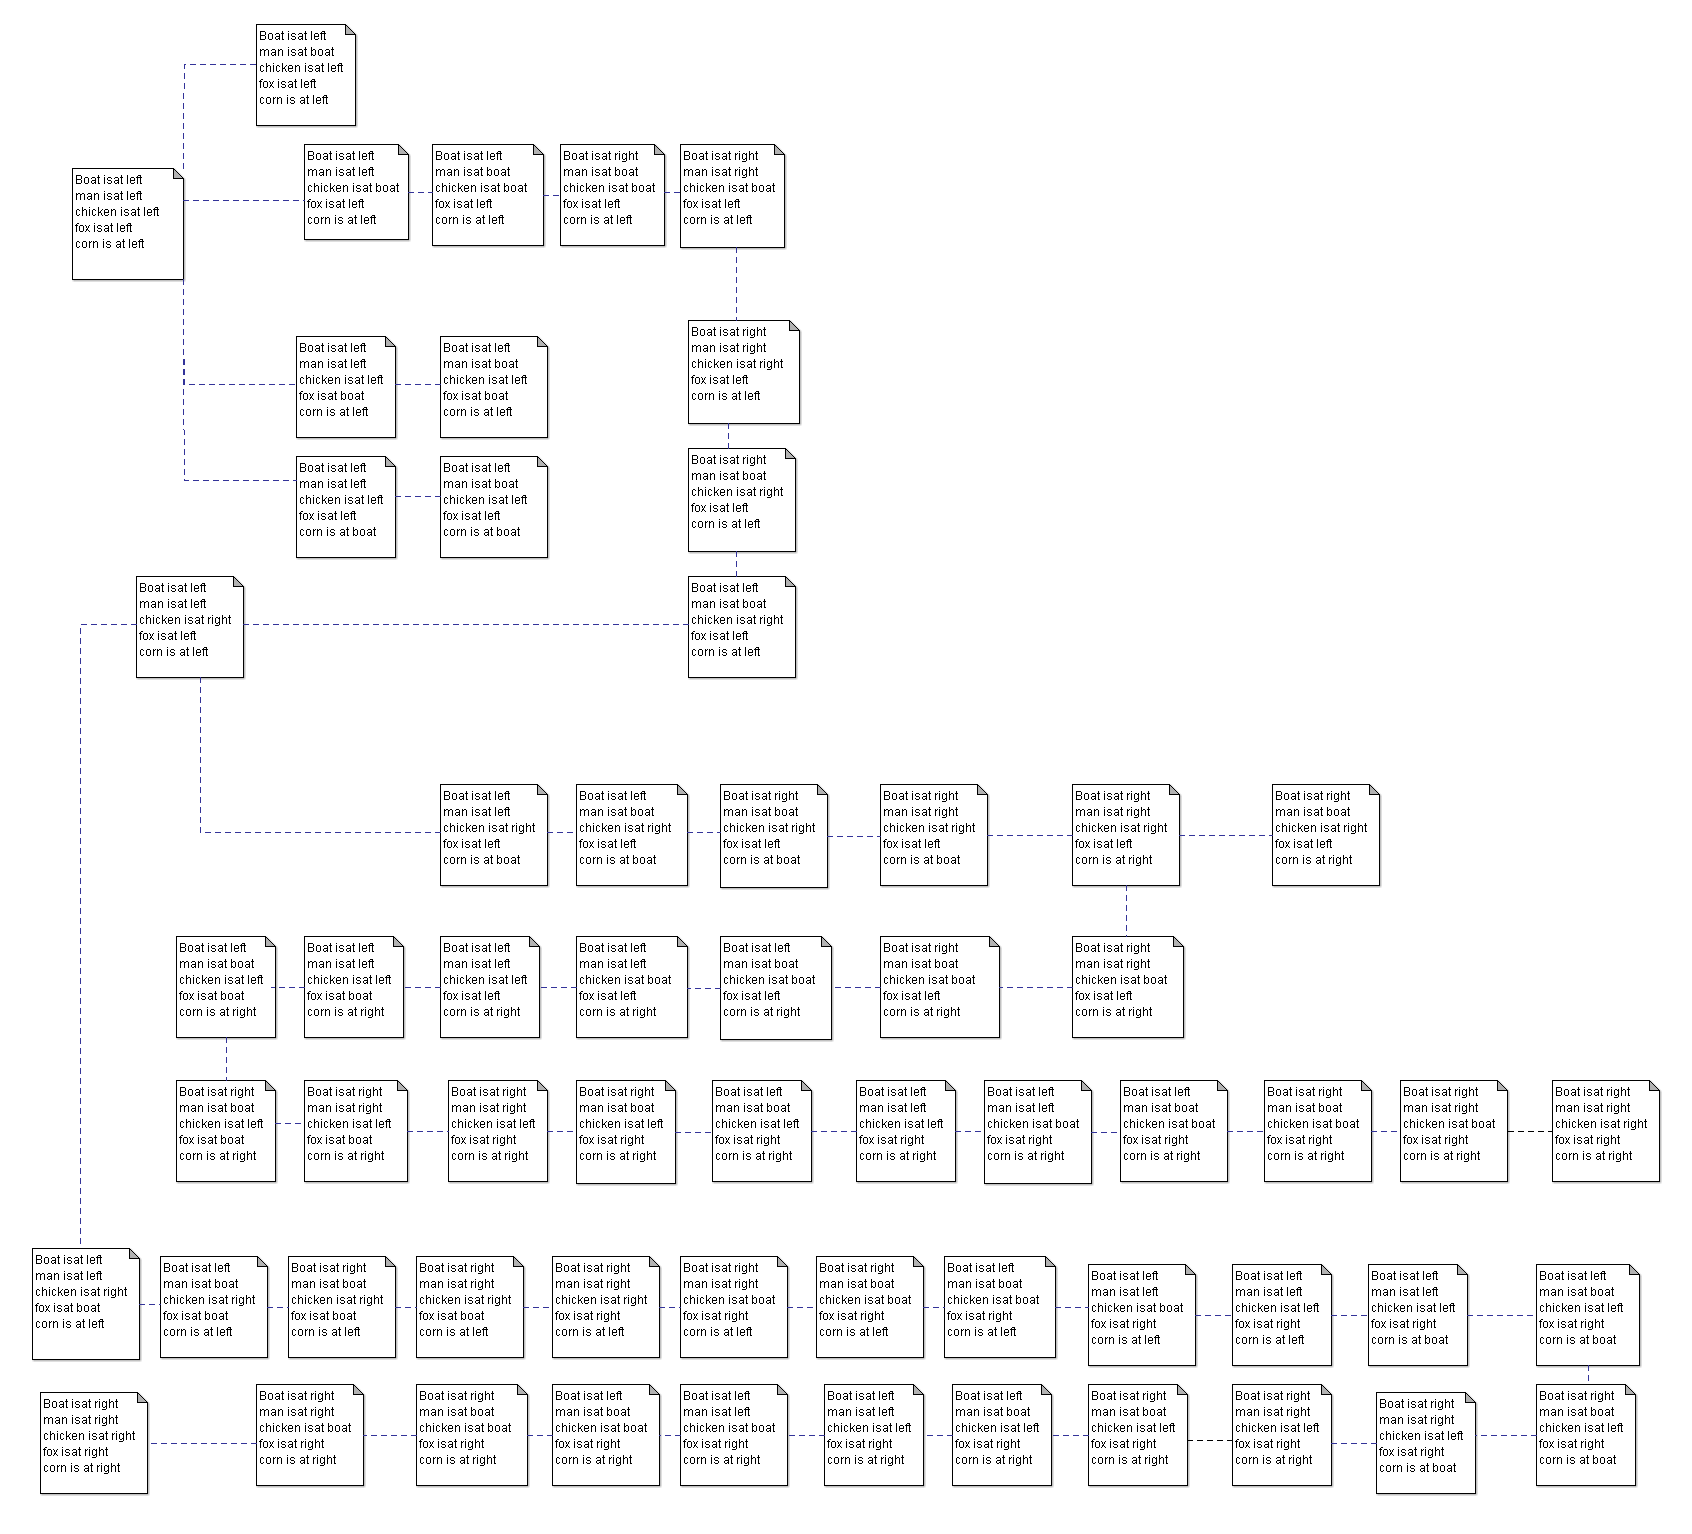 Boat isat left
man isat boat
chicken isat left
fox isat left
corn is at left
Boat isat left
man isat left
chicken isat left
fox isat left
corn is at left
Boat isat left
man isat left
chicken isat boat
fox isat left
corn is at left
Boat isat left
man isat boat
chicken isat boat
fox isat left
corn is at left
Boat isat right
man isat boat
chicken isat boat
fox isat left
corn is at left
Boat isat right
man isat right
chicken isat boat
fox isat left
corn is at left
Boat isat right
man isat right
chicken isat right
fox isat left
corn is at left
Boat isat left
man isat left
chicken isat left
fox isat boat
corn is at left
Boat isat left
man isat boat
chicken isat left
fox isat boat
corn is at left
Boat isat right
man isat boat
chicken isat right
fox isat left
corn is at left
Boat isat left
man isat left
chicken isat left
fox isat left
corn is at boat
Boat isat left
man isat boat
chicken isat left
fox isat left
corn is at boat
Boat isat left
man isat left
chicken isat right
fox isat left
corn is at left
Boat isat left
man isat boat
chicken isat right
fox isat left
corn is at left
Boat isat left
man isat left
chicken isat right
fox isat left
corn is at boat
Boat isat left
man isat boat
chicken isat right
fox isat left
corn is at boat
Boat isat right
man isat boat
chicken isat right
fox isat left
corn is at boat
Boat isat right
man isat right
chicken isat right
fox isat left
corn is at boat
Boat isat right
man isat right
chicken isat right
fox isat left
corn is at right
Boat isat right
man isat boat
chicken isat right
fox isat left
corn is at right
Boat isat left
man isat boat
chicken isat left
fox isat boat
corn is at right
Boat isat left
man isat left
chicken isat left
fox isat boat
corn is at right
Boat isat left
man isat left
chicken isat left
fox isat left
corn is at right
Boat isat left
man isat left
chicken isat boat
fox isat left
corn is at right
Boat isat left
man isat boat
chicken isat boat
fox isat left
corn is at right
Boat isat right
man isat boat
chicken isat boat
fox isat left
corn is at right
Boat isat right
man isat right
chicken isat boat
fox isat left
corn is at right
Boat isat right
man isat boat
chicken isat left
fox isat boat
corn is at right
Boat isat right
man isat right
chicken isat left
fox isat boat
corn is at right
Boat isat right
man isat right
chicken isat left
fox isat right
corn is at right
Boat isat right
man isat boat
chicken isat left
fox isat right
corn is at right
Boat isat left
man isat boat
chicken isat left
fox isat right
corn is at right
Boat isat left
man isat left
chicken isat left
fox isat right
corn is at right
Boat isat left
man isat left
chicken isat boat
fox isat right
corn is at right
Boat isat left
man isat boat
chicken isat boat
fox isat right
corn is at right
Boat isat right
man isat boat
chicken isat boat
fox isat right
corn is at right
Boat isat right
man isat right
chicken isat boat
fox isat right
corn is at right
Boat isat right
man isat right
chicken isat right
fox isat right
corn is at right
Boat isat left
man isat left
chicken isat right
fox isat boat
corn is at left
Boat isat left
man isat boat
chicken isat right
fox isat boat
corn is at left
Boat isat right
man isat boat
chicken isat right
fox isat boat
corn is at left
Boat isat right
man isat right
chicken isat right
fox isat boat
corn is at left
Boat isat right
man isat right
chicken isat right
fox isat right
corn is at left
Boat isat right
man isat right
chicken isat boat
fox isat right
corn is at left
Boat isat right
man isat boat
chicken isat boat
fox isat right
corn is at left
Boat isat left
man isat boat
chicken isat boat
fox isat right
corn is at left
Boat isat left
man isat left
chicken isat boat
fox isat right
corn is at left
Boat isat left
man isat left
chicken isat left
fox isat right
corn is at left
Boat isat left
man isat left
chicken isat left
fox isat right
corn is at boat
Boat isat left
man isat boat
chicken isat left
fox isat right
corn is at boat
Boat isat right
man isat right
chicken isat right
fox isat right
corn is at right
Boat isat right
man isat right
chicken isat boat
fox isat right
corn is at right
Boat isat right
man isat boat
chicken isat boat
fox isat right
corn is at right
Boat isat left
man isat boat
chicken isat boat
fox isat right
corn is at right
Boat isat left
man isat left
chicken isat boat
fox isat right
corn is at right
Boat isat left
man isat left
chicken isat left
fox isat right
corn is at right
Boat isat left
man isat boat
chicken isat left
fox isat right
corn is at right
Boat isat right
man isat boat
chicken isat left
fox isat right
corn is at right
Boat isat right
man isat right
chicken isat left
fox isat right
corn is at right
Boat isat right
man isat right
chicken isat left
fox isat right
corn is at boat
Boat isat right
man isat boat
chicken isat left
fox isat right
corn is at boat